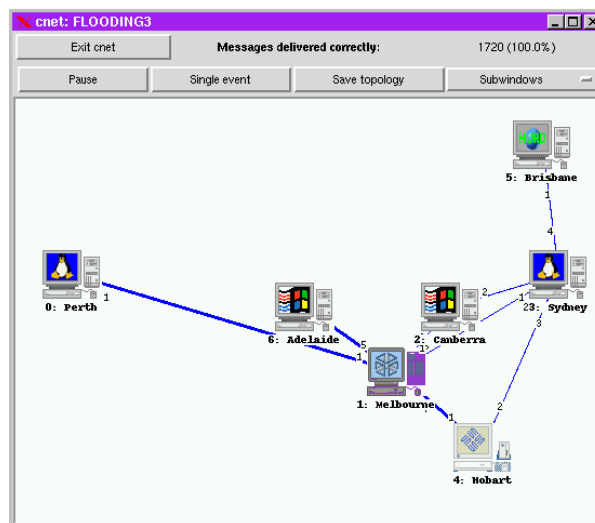 cnet: FLOODING3
Exit cnet Messages delivered correctly: 1720 (100.0%)
Pause Single event Save topology Subwindows
5: Brisbane
1
4
0: Perth
1
6: Adelaide
2: Canberra
2
1
23: Sydney
3
5
1
1
1: Melbourne
1
2
4: Hobart